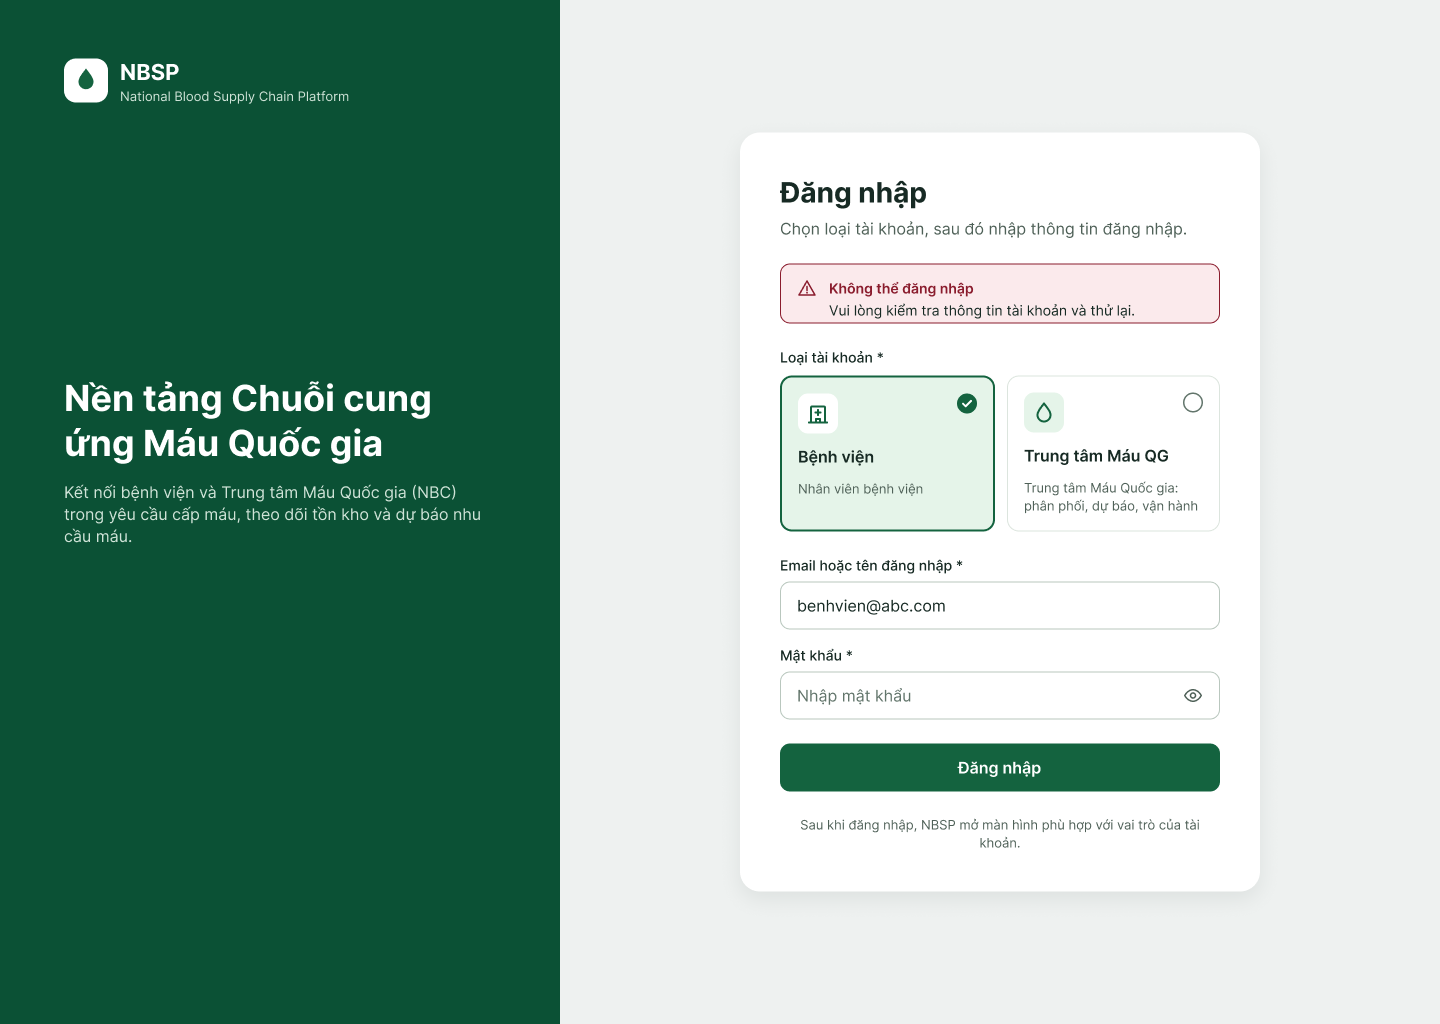 NBSP
National Blood Supply Chain Platform
Nền tảng Chuỗi cung
ứng Máu Quốc gia
Kết nối bệnh viện và Trung tâm Máu Quốc gia (NBC)
trong yêu cầu cấp máu, theo dõi tồn kho và dự báo nhu
cầu máu.
Đăng nhập
Chọn loại tài khoản, sau đó nhập thông tin đăng nhập.
Không thể đăng nhập
Vui lòng kiểm tra thông tin tài khoản và thử lại.
Loại tài khoản *
Bệnh viện
Nhân viên bệnh viện
Trung tâm Máu QG
Trung tâm Máu Quốc gia:
phân phối, dự báo, vận hành
Email hoặc tên đăng nhập *
benhvien@abc.com
Mật khẩu *
Nhập mật khẩu
Đăng nhập
Sau khi đăng nhập, NBSP mở màn hình phù hợp với vai trò của tài
khoản.